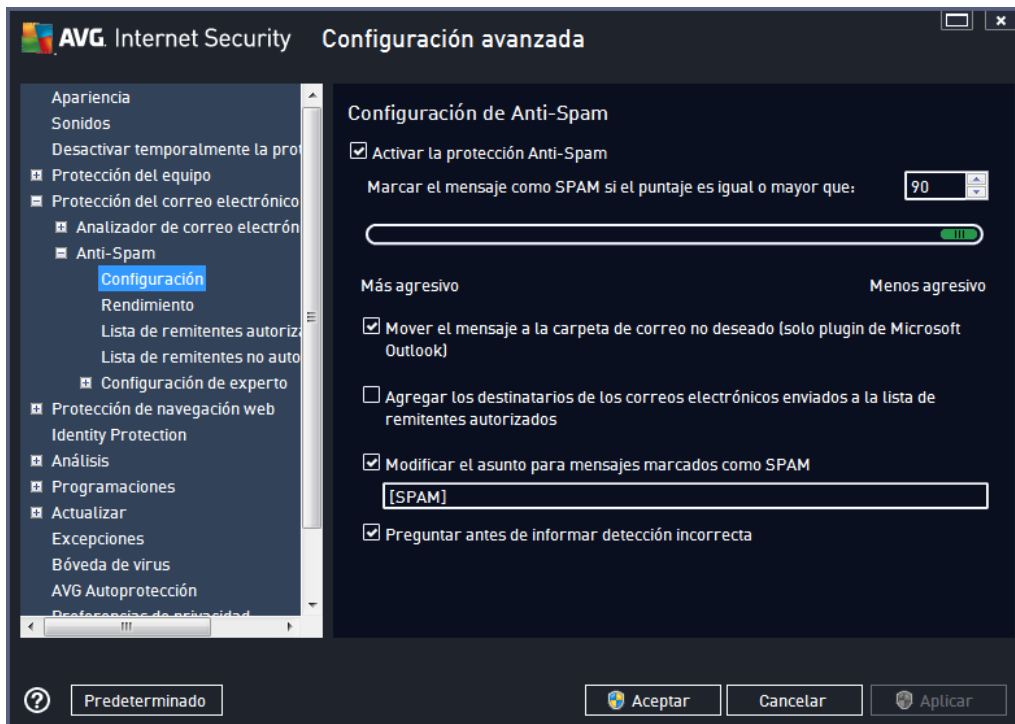 AVG. Internet Security Configuración avanzada
Apariencia
Sonidos
Desactivar temporalmente la prot
Protección del equipo
Protección del correo electrónico
Analizador de correo electrón
Anti-Spam
Configuración
Rendimiento
Lista de remitentes autoriza
Lista de remitentes no auto
Configuración de experto
Protección de navegación web
Identity Protection
Análisis
Programaciones
Actualizar
Excepciones
Bóveda de virus
AVG Autoprotección
Preferencias de privacidad
Configuración de Anti-Spam
Activar la protección Anti-Spam
Marcar el mensaje como SPAM si el puntaje es igual o mayor que: 90
Más agresivo Menos agresivo
Mover el mensaje a la carpeta de correo no deseado (solo plugin de Microsoft
Outlook)
Agregar los destinatarios de los correos electrónicos enviados a la lista de
remitentes autorizados
Modificar el asunto para mensajes marcados como SPAM
[SPAM]
Preguntar antes de informar detección incorrecta
Predeterminado Aceptar Cancelar Aplicar